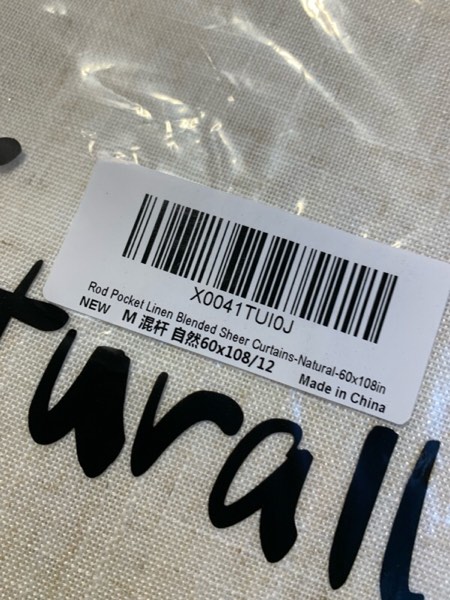 X0041TUI0J
Rod Pocket Linen Blended Sheer Curtains-Natural-60x108in
NEW M 混杆 自然60x108/12
Made in China
turall